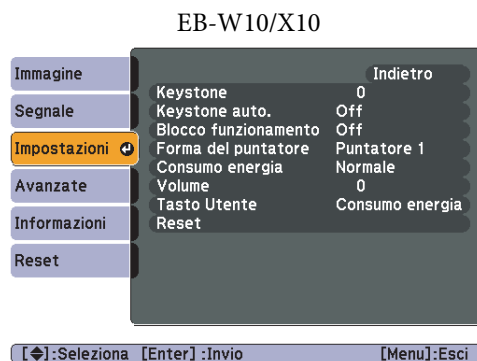 EB-W10/X10
Immagine
Segnale
Impostazioni
Avanzate
Informazioni
Reset
Indietro
Keystone 0
Keystone auto. Off
Blocco funzionamento Off
Forma del puntatore Puntatore 1
Consumo energia Normale
Volume 0
Tasto Utente Consumo energia
Reset
[◆]:Seleziona [Enter] :Invio [Menu]:Esci